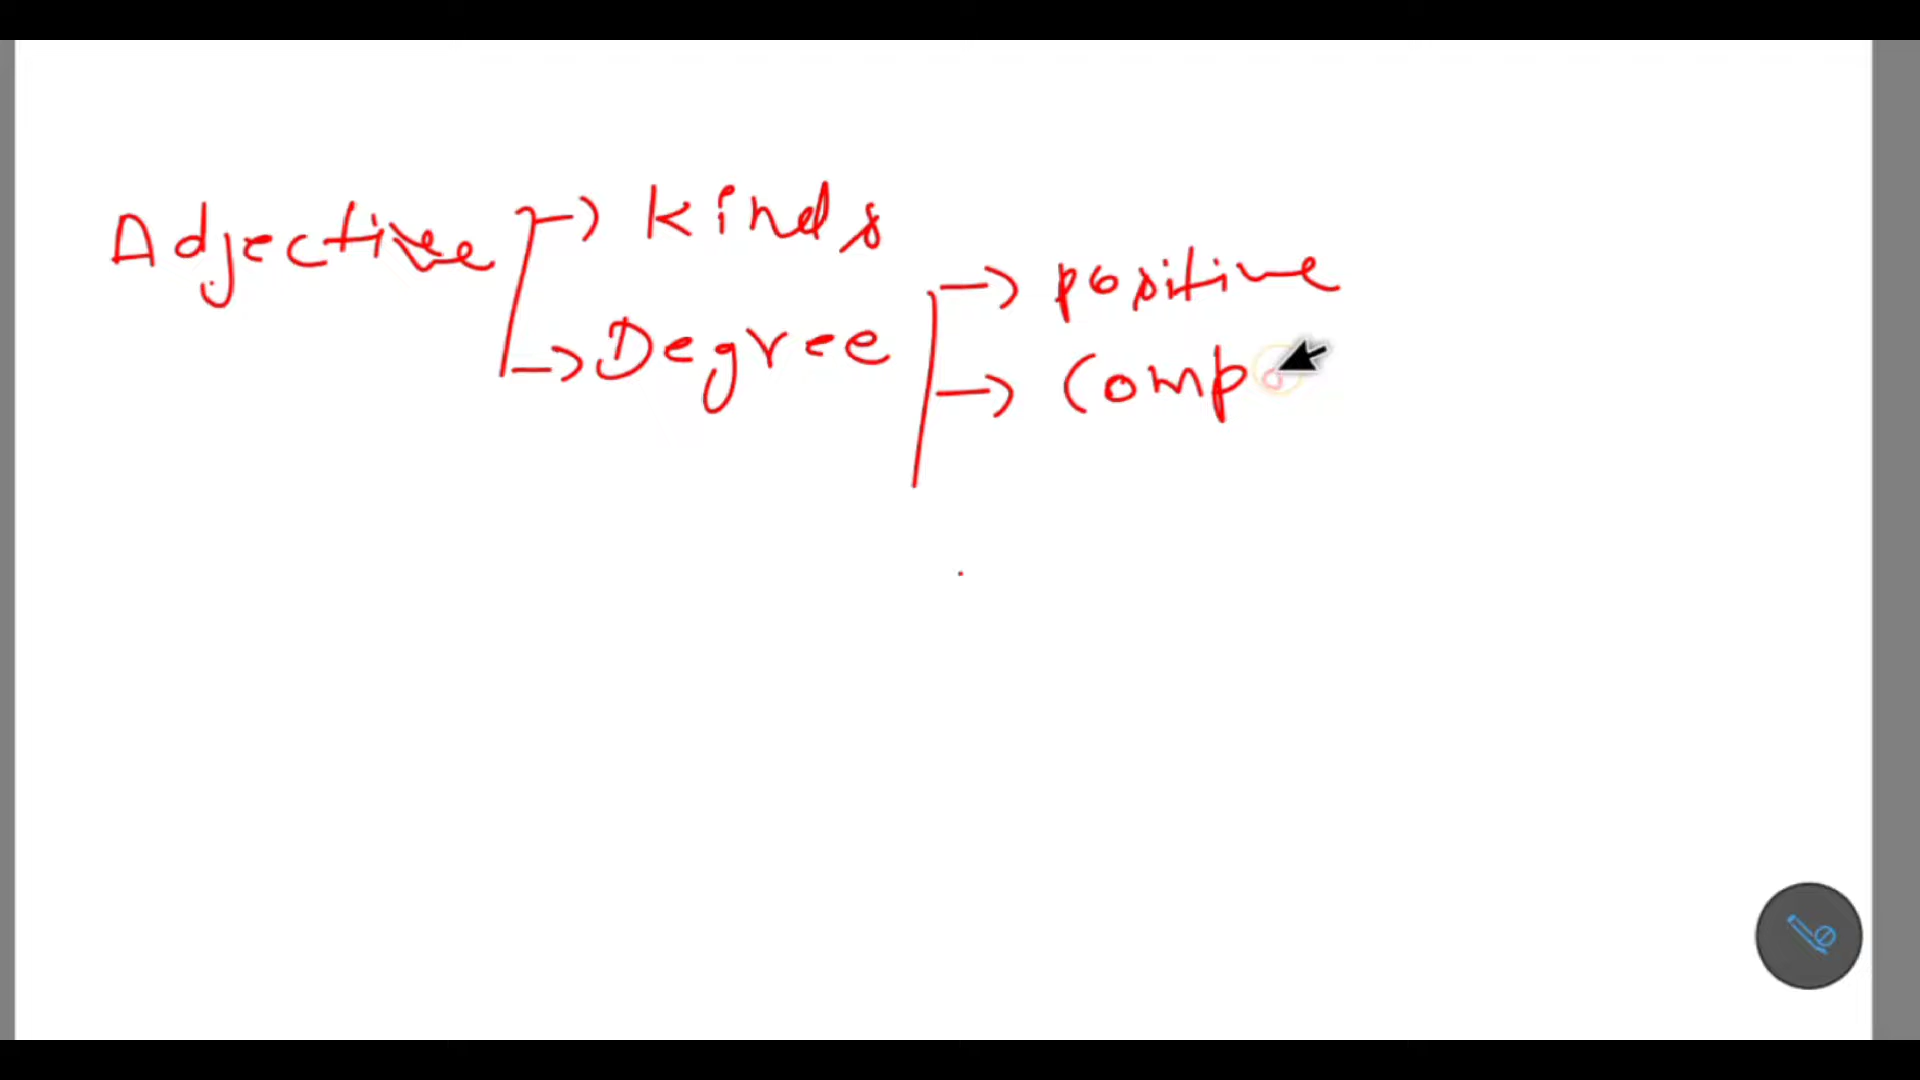 Adjective → Kinds
→ Degree → positive
→ Comp